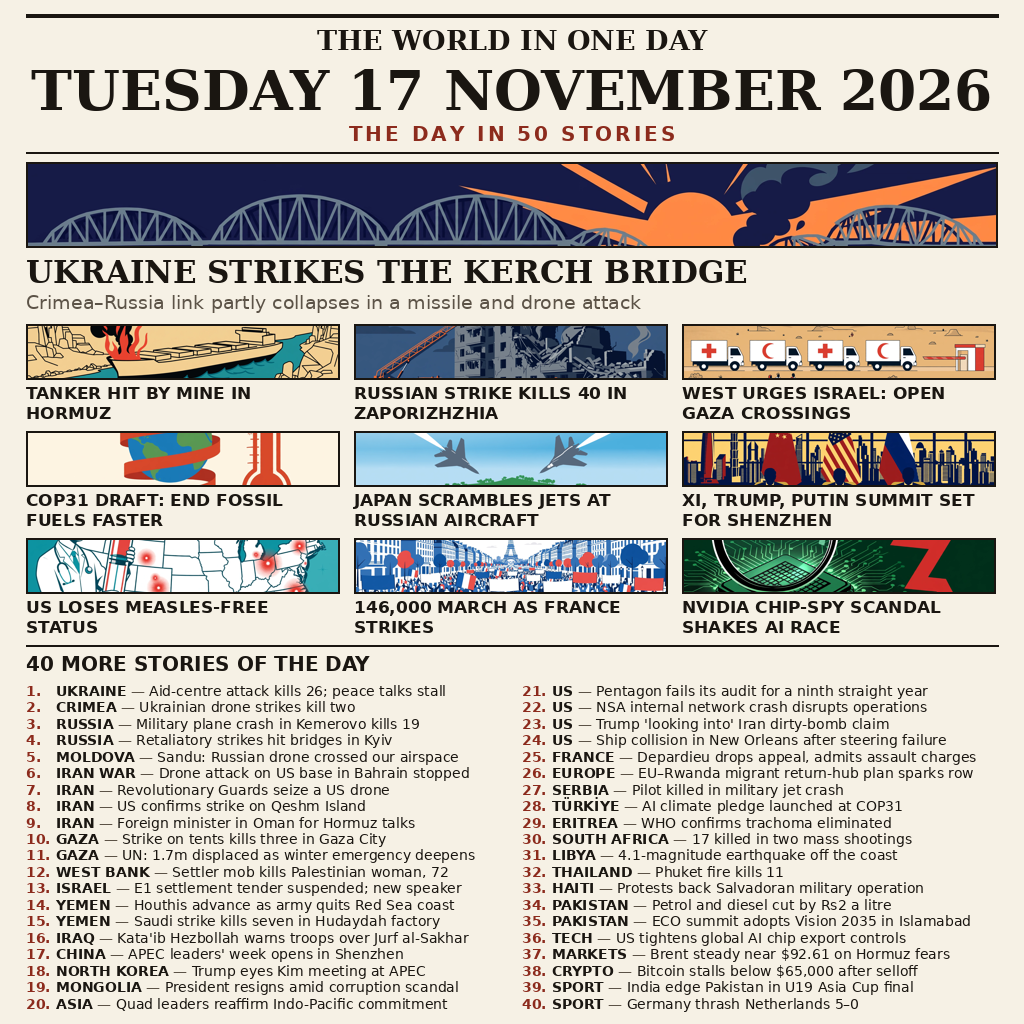 THE WORLD IN ONE DAY
TUESDAY 17 NOVEMBER 2026
THE DAY IN 50 STORIES
UKRAINE STRIKES THE KERCH BRIDGE
Crimea–Russia link partly collapses in a missile and drone attack
TANKER HIT BY MINE IN
HORMUZ
RUSSIAN STRIKE KILLS 40 IN
ZAPORIZHZHIA
WEST URGES ISRAEL: OPEN
GAZA CROSSINGS
COP31 DRAFT: END FOSSIL
FUELS FASTER
JAPAN SCRAMBLES JETS AT
RUSSIAN AIRCRAFT
XI, TRUMP, PUTIN SUMMIT SET
FOR SHENZHEN
US LOSES MEASLES-FREE
STATUS
146,000 MARCH AS FRANCE
STRIKES
NVIDIA CHIP-SPY SCANDAL
SHAKES AI RACE
40 MORE STORIES OF THE DAY
1. UKRAINE — Aid-centre attack kills 26; peace talks stall
2. CRIMEA — Ukrainian drone strikes kill two
3. RUSSIA — Military plane crash in Kemerovo kills 19
4. RUSSIA — Retaliatory strikes hit bridges in Kyiv
5. MOLDOVA — Sandu: Russian drone crossed our airspace
6. IRAN WAR — Drone attack on US base in Bahrain stopped
7. IRAN — Revolutionary Guards seize a US drone
8. IRAN — US confirms strike on Qeshm Island
9. IRAN — Foreign minister in Oman for Hormuz talks
10. GAZA — Strike on tents kills three in Gaza City
11. GAZA — UN: 1.7m displaced as winter emergency deepens
12. WEST BANK — Settler mob kills Palestinian woman, 72
13. ISRAEL — E1 settlement tender suspended; new speaker
14. YEMEN — Houthis advance as army quits Red Sea coast
15. YEMEN — Saudi strike kills seven in Hudaydah factory
16. IRAQ — Kata'ib Hezbollah warns troops over Jurf al-Sakhar
17. CHINA — APEC leaders' week opens in Shenzhen
18. NORTH KOREA — Trump eyes Kim meeting at APEC
19. MONGOLIA — President resigns amid corruption scandal
20. ASIA — Quad leaders reaffirm Indo-Pacific commitment
21. US — Pentagon fails its audit for a ninth straight year
22. US — NSA internal network crash disrupts operations
23. US — Trump 'looking into' Iran dirty-bomb claim
24. US — Ship collision in New Orleans after steering failure
25. FRANCE — Depardieu drops appeal, admits assault charges
26. EUROPE — EU–Rwanda migrant return-hub plan sparks row
27. SERBIA — Pilot killed in military jet crash
28. TÜRKİYE — AI climate pledge launched at COP31
29. ERITREA — WHO confirms trachoma eliminated
30. SOUTH AFRICA — 17 killed in two mass shootings
31. LIBYA — 4.1-magnitude earthquake off the coast
32. THAILAND — Phuket fire kills 11
33. HAITI — Protests back Salvadoran military operation
34. PAKISTAN — Petrol and diesel cut by Rs2 a litre
35. PAKISTAN — ECO summit adopts Vision 2035 in Islamabad
36. TECH — US tightens global AI chip export controls
37. MARKETS — Brent steady near $92.61 on Hormuz fears
38. CRYPTO — Bitcoin stalls below $65,000 after selloff
39. SPORT — India edge Pakistan in U19 Asia Cup final
40. SPORT — Germany thrash Netherlands 5–0